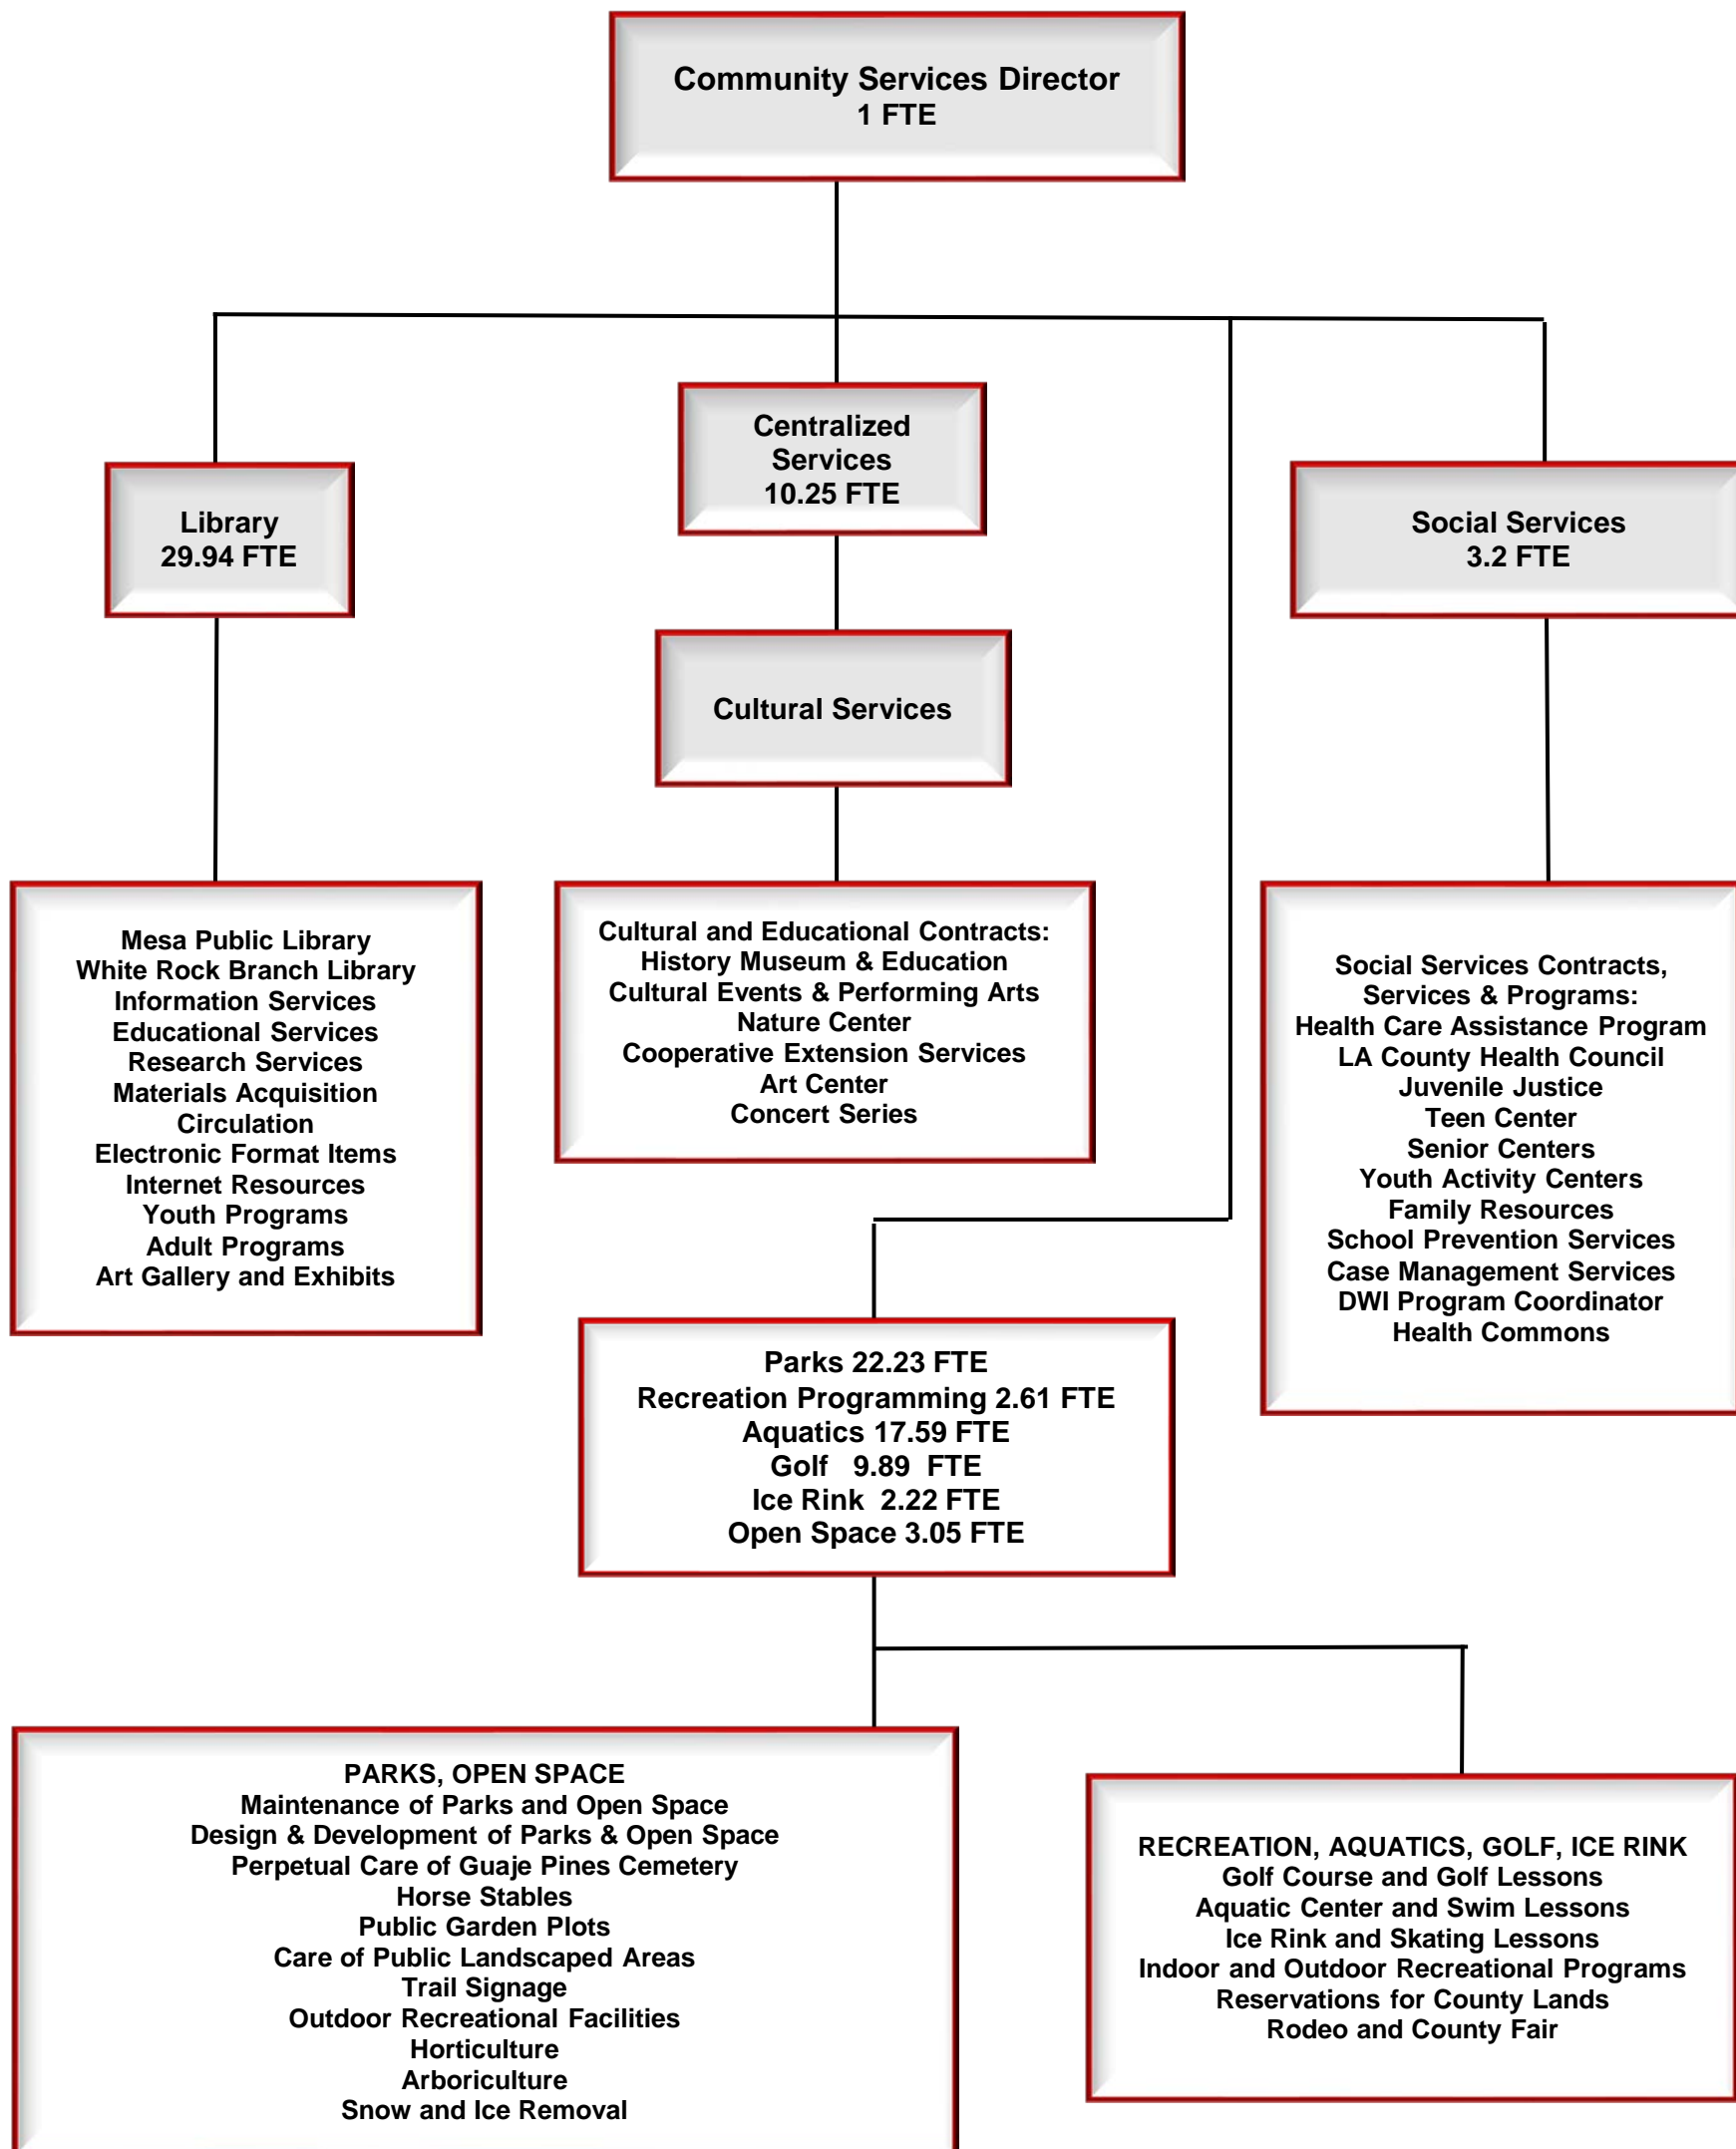 Community Services Director
1 FTE
Centralized
Services
10.25 FTE
Library
29.94 FTE
Social Services
3.2 FTE
Cultural Services
Mesa Public Library
White Rock Branch Library
Information Services
Educational Services
Research Services
Materials Acquisition
Circulation
Electronic Format Items
Internet Resources
Youth Programs
Adult Programs
Art Gallery and Exhibits
Cultural and Educational Contracts:
History Museum & Education
Cultural Events & Performing Arts
Nature Center
Cooperative Extension Services
Art Center
Concert Series
Social Services Contracts,
Services & Programs:
Health Care Assistance Program
LA County Health Council
Juvenile Justice
Teen Center
Senior Centers
Youth Activity Centers
Family Resources
School Prevention Services
Case Management Services
DWI Program Coordinator
Health Commons
Parks 22.23 FTE
Recreation Programming 2.61 FTE
Aquatics 17.59 FTE
Golf 9.89 FTE
Ice Rink 2.22 FTE
Open Space 3.05 FTE
PARKS, OPEN SPACE
Maintenance of Parks and Open Space
Design & Development of Parks & Open Space
Perpetual Care of Guaje Pines Cemetery
Horse Stables
Public Garden Plots
Care of Public Landscaped Areas
Trail Signage
Outdoor Recreational Facilities
Horticulture
Arboriculture
Snow and Ice Removal
RECREATION, AQUATICS, GOLF, ICE RINK
Golf Course and Golf Lessons
Aquatic Center and Swim Lessons
Ice Rink and Skating Lessons
Indoor and Outdoor Recreational Programs
Reservations for County Lands
Rodeo and County Fair